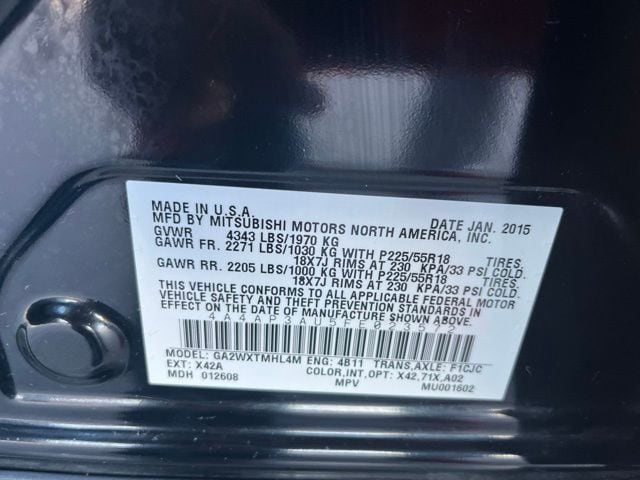 MADE IN U.S.A. DATE JAN. 2015
MFD BY MITSUBISHI MOTORS NORTH AMERICA, INC.
GVWR 4343 LBS/1970 KG
GAWR FR. 2271 LBS/1030 KG WITH P225/55R18 TIRES,
18X7J RIMS AT 230 KPA/33 PSI COLD.
GAWR RR. 2205 LBS/1000 KG WITH P225/55R18 TIRES,
18X7J RIMS AT 230 KPA/33 PSI COLD.
THIS VEHICLE CONFORMS TO ALL APPLICABLE FEDERAL MOTOR
VEHICLE SAFETY AND THEFT PREVENTION STANDARDS IN
EFFECT ON THE DATE OF MANUFACTURE SHOWN ABOVE.
MODEL: GA2WXTMHL4M ENG: 4B11 TRANS,AXLE: F1CJC
EXT: X42A COLOR,INT,OPT: X42,71X,A02
MDH 012608 MPV MU001602